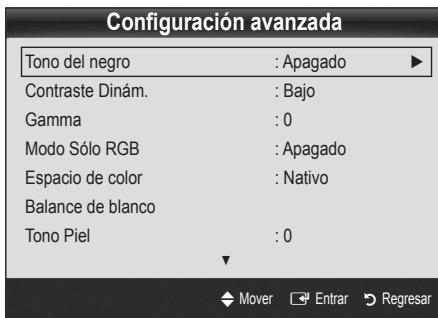 Configuración avanzada
Tono del negro : Apagado ▶
Contraste Dinám. : Bajo
Gamma : 0
Modo Sólo RGB : Apagado
Espacio de color : Nativo
Balance de blanco
Tono Piel : 0
▼
Mover Entrar Regresar